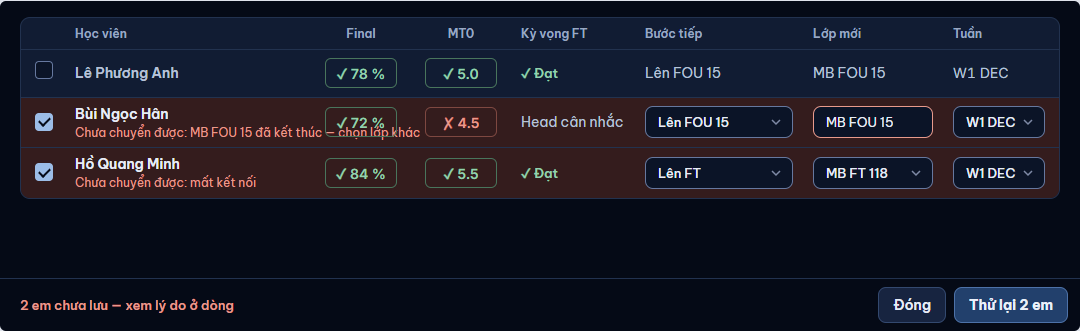 Học viên Final MT0 Kỳ vọng FT Bước tiếp Lớp mới Tuần
Lê Phương Anh ✓ 78 % ✓ 5.0 ✓ Đạt Lên FOU 15 MB FOU 15 W1 DEC
Bùi Ngọc Hân ✓ 72 % ✗ 4.5 Head cân nhắc Lên FOU 15 MB FOU 15 W1 DEC
Chưa chuyển được: MB FOU 15 đã kết thúc — chọn lớp khác
Hồ Quang Minh ✓ 84 % ✓ 5.5 ✓ Đạt Lên FT MB FT 118 W1 DEC
Chưa chuyển được: mất kết nối
2 em chưa lưu — xem lý do ở dòng Đóng Thử lại 2 em